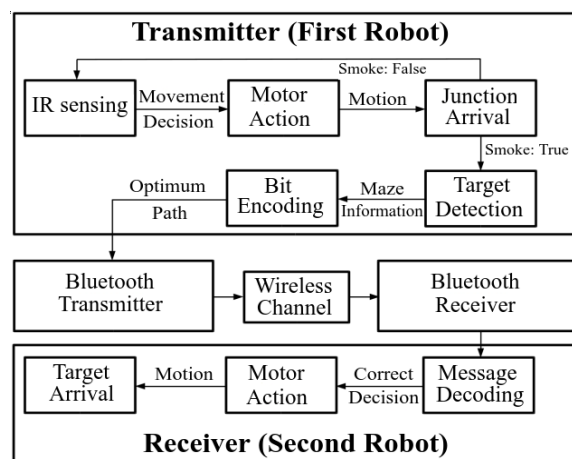 Transmitter (First Robot)
Smoke: False
IR sensing
Movement
Decision
Motor
Action
Motion
Junction
Arrival
Smoke: True
Optimum
Path
Bit
Encoding
Maze
Information
Target
Detection
Bluetooth
Transmitter
Wireless
Channel
Bluetooth
Receiver
Target
Arrival
Motion
Motor
Action
Correct
Decision
Message
Decoding
Receiver (Second Robot)